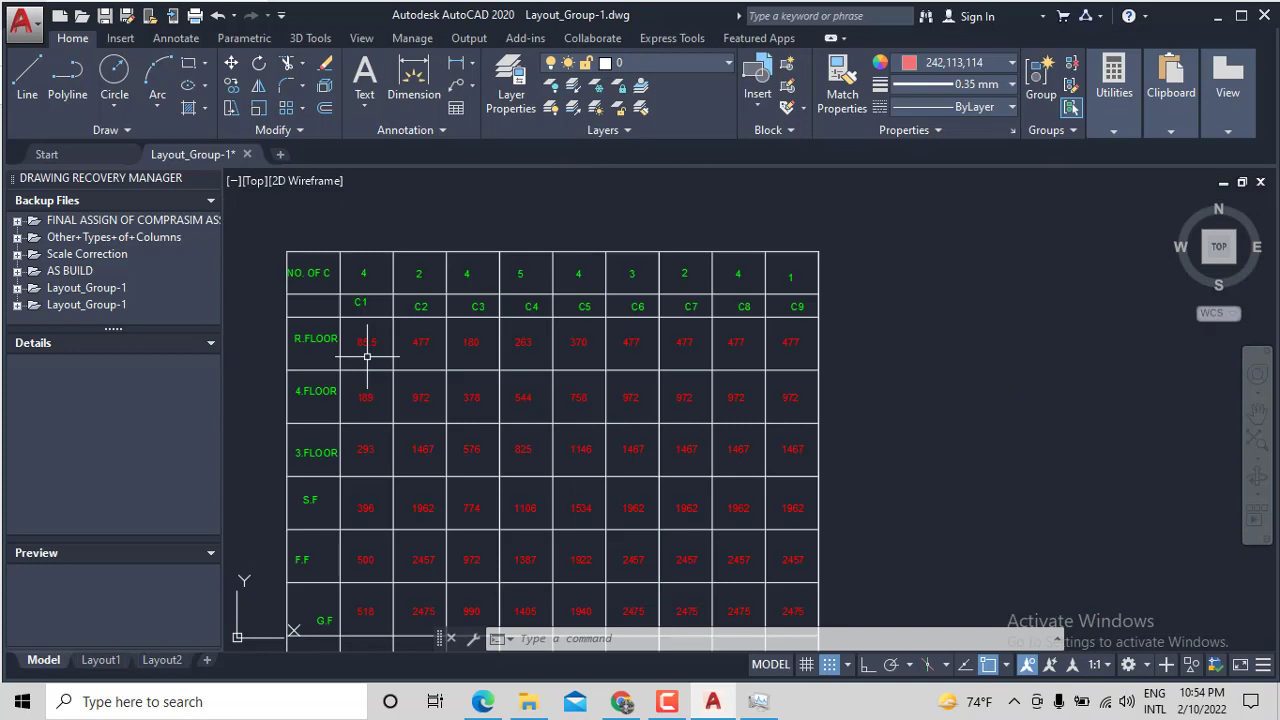 Autodesk AutoCAD 2020 Layout_Group-1.dwg
Type a keyword or phrase
Sign In
Home Insert Annotate Parametric 3D Tools View Manage Output Add-ins Collaborate Express Tools Featured Apps
Line Polyline Circle Arc
Text Dimension
Layer Properties
0
Insert
Match Properties
242,113,114
0.35 mm
ByLayer
Group
Utilities
Clipboard
View
Draw
Modify
Annotation
Layers
Block
Properties
Groups
Start
Layout_Group-1*
DRAWING RECOVERY MANAGER
Backup Files
FINAL ASSIGN OF COMPRASIM AS
Other+Types+of+Columns
Scale Correction
AS BUILD
Layout_Group-1
Layout_Group-1
Details
Preview
[−][Top][2D Wireframe]
N
W TOP E
S
WCS
NO. OF C 4 2 4 5 4 3 2 4 1
C1 C2 C3 C4 C5 C6 C7 C8 C9
R.FLOOR 85.5 477 180 263 370 477 477 477 477
4.FLOOR 189 972 378 544 758 972 972 972 972
3.FLOOR 293 1467 576 825 1146 1467 1467 1467 1467
S.F 396 1962 774 1106 1534 1962 1962 1962 1962
F.F 500 2457 972 1387 1922 2457 2457 2457 2457
G.F 518 2475 990 1405 1940 2475 2475 2475 2475
Y
X
Type a command
Activate Windows
Go to Settings to activate Windows.
Model Layout1 Layout2
MODEL
1:1
Type here to search
74°F
ENG
INTL
10:54 PM
2/10/2022